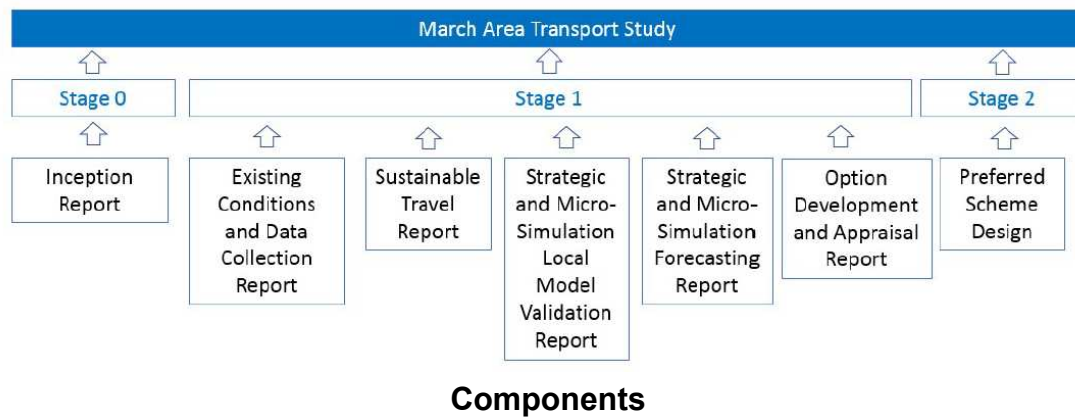 March Area Transport Study
Stage 0
Stage 1
Stage 2
Inception
Report
Existing
Conditions
and Data
Collection
Report
Sustainable
Travel
Report
Strategic
and Micro-
Simulation
Local
Model
Validation
Report
Strategic
and Micro-
Simulation
Forecasting
Report
Option
Development
and Appraisal
Report
Preferred
Scheme
Design
Components